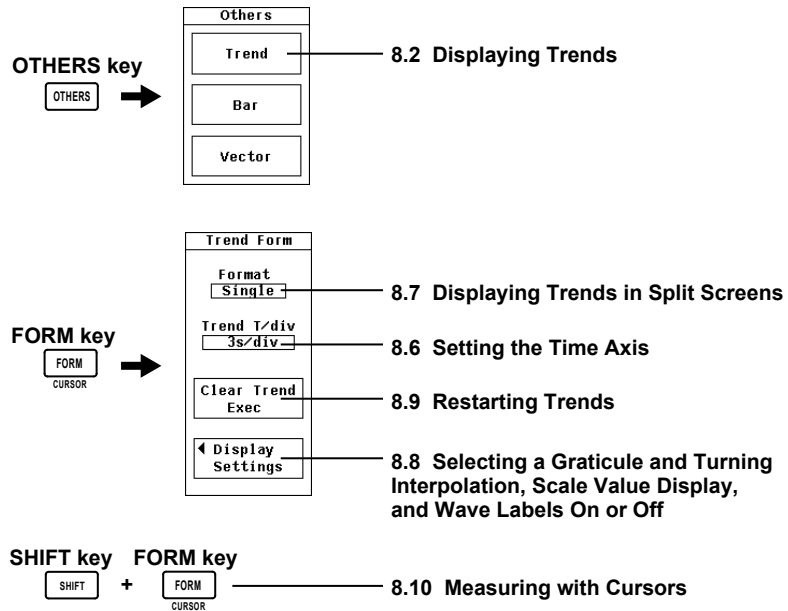 Others
Trend
8.2 Displaying Trends
OTHERS key
OTHERS
Bar
Vector
Trend Form
Format
Single
8.7 Displaying Trends in Split Screens
Trend T/div
3s/div
8.6 Setting the Time Axis
FORM key
FORM
CURSOR
Clear Trend
Exec
8.9 Restarting Trends
Display
Settings
8.8 Selecting a Graticule and Turning
Interpolation, Scale Value Display,
and Wave Labels On or Off
SHIFT key FORM key
SHIFT + FORM
CURSOR
8.10 Measuring with Cursors